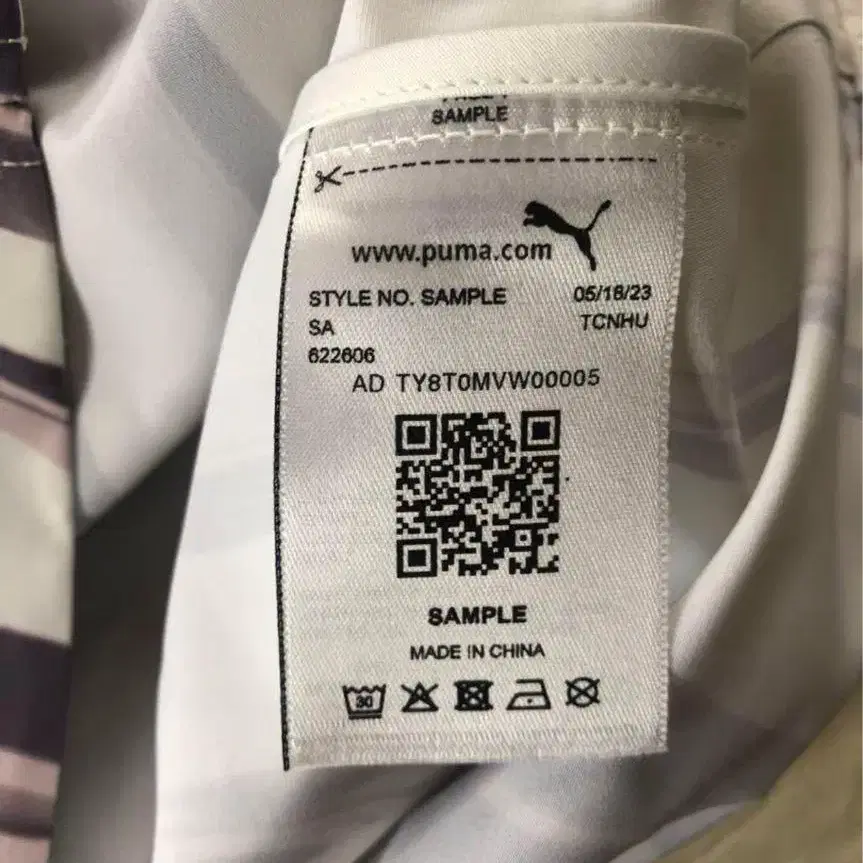 SAMPLE
www.puma.com
STYLE NO. SAMPLE 05/18/23
SA TCNHU
622606
AD TY8T0MVW00005
SAMPLE
MADE IN CHINA
30